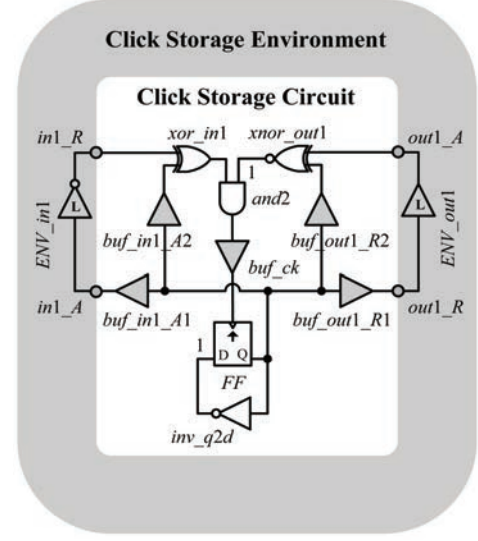 Click Storage Environment
Click Storage Circuit
in1_R
xor_in1
xnor_out1
out1_A
1
and2
L
L
ENV_in1
ENV_out1
buf_in1_A2
buf_out1_R2
buf_ck
in1_A
buf_in1_A1
buf_out1_R1
out1_R
1
D Q
FF
inv_q2d